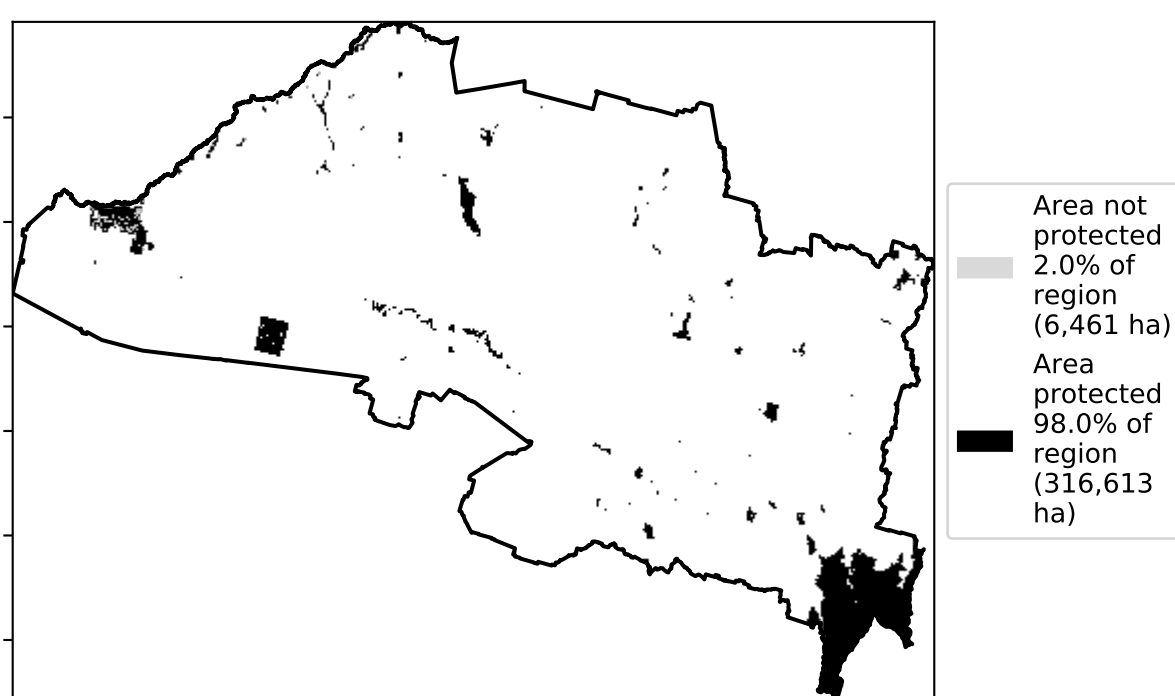 Area not
protected
2.0% of
region
(6,461 ha)
Area
protected
98.0% of
region
(316,613
ha)